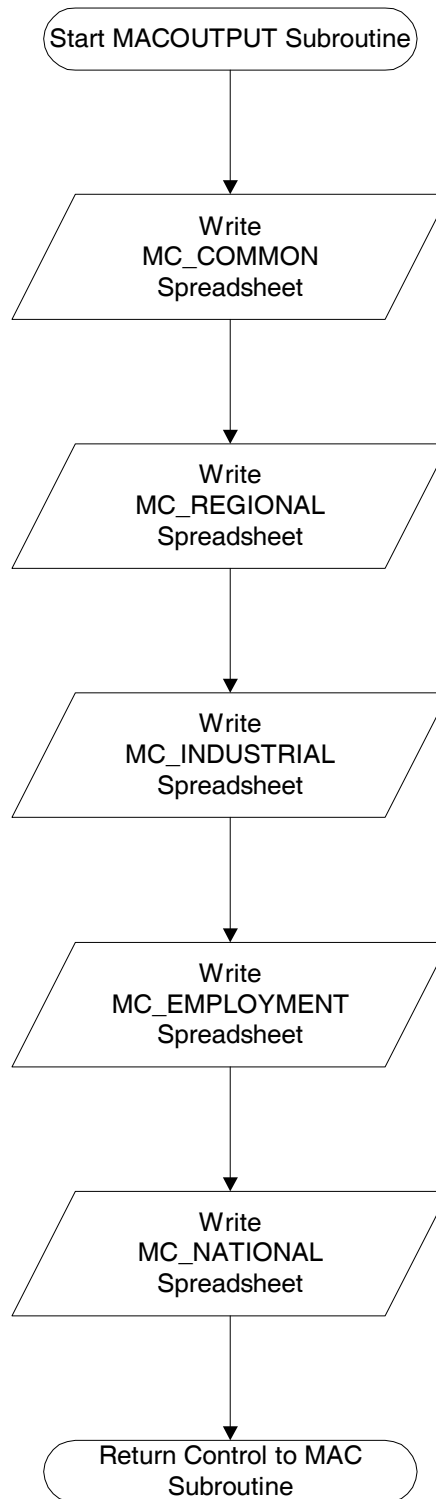 Start MACOUTPUT Subroutine
Write
MC_COMMON
Spreadsheet
Write
MC_REGIONAL
Spreadsheet
Write
MC_INDUSTRIAL
Spreadsheet
Write
MC_EMPLOYMENT
Spreadsheet
Write
MC_NATIONAL
Spreadsheet
Return Control to MAC
Subroutine